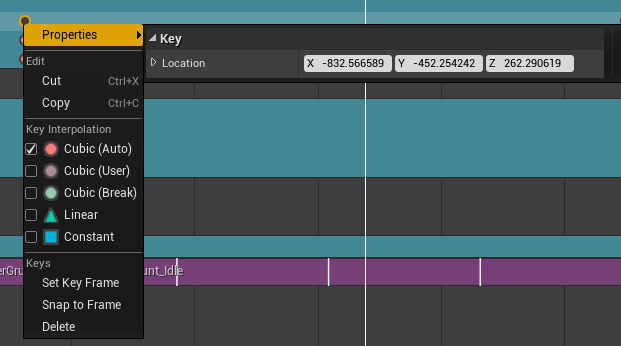 Properties
Key
Edit
Location X -832.566589 Y -452.254242 Z 262.290619
Cut Ctrl+X
Copy Ctrl+C
Key Interpolation
Cubic (Auto)
Cubic (User)
Cubic (Break)
Linear
Constant
Keys
erGru unt_Idle
Set Key Frame
Snap to Frame
Delete